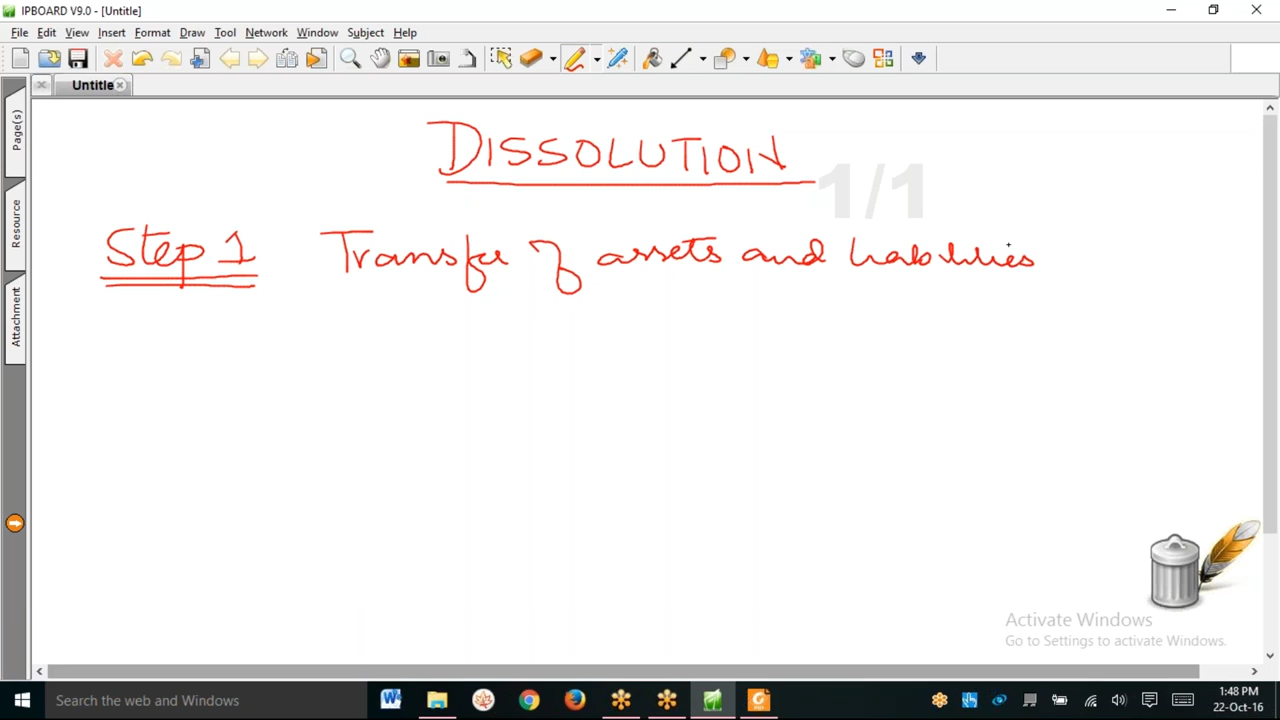 IPBOARD V9.0 - [Untitled]
File Edit View Insert Format Draw Tool Network Window Subject Help
Untitle
Page(s)
Resource
Attachment
DISSOLUTION
1/1
Step 1 Transfer of assets and liabilities
Activate Windows
Go to Settings to activate Windows.
Search the web and Windows
1:48 PM
22-Oct-16